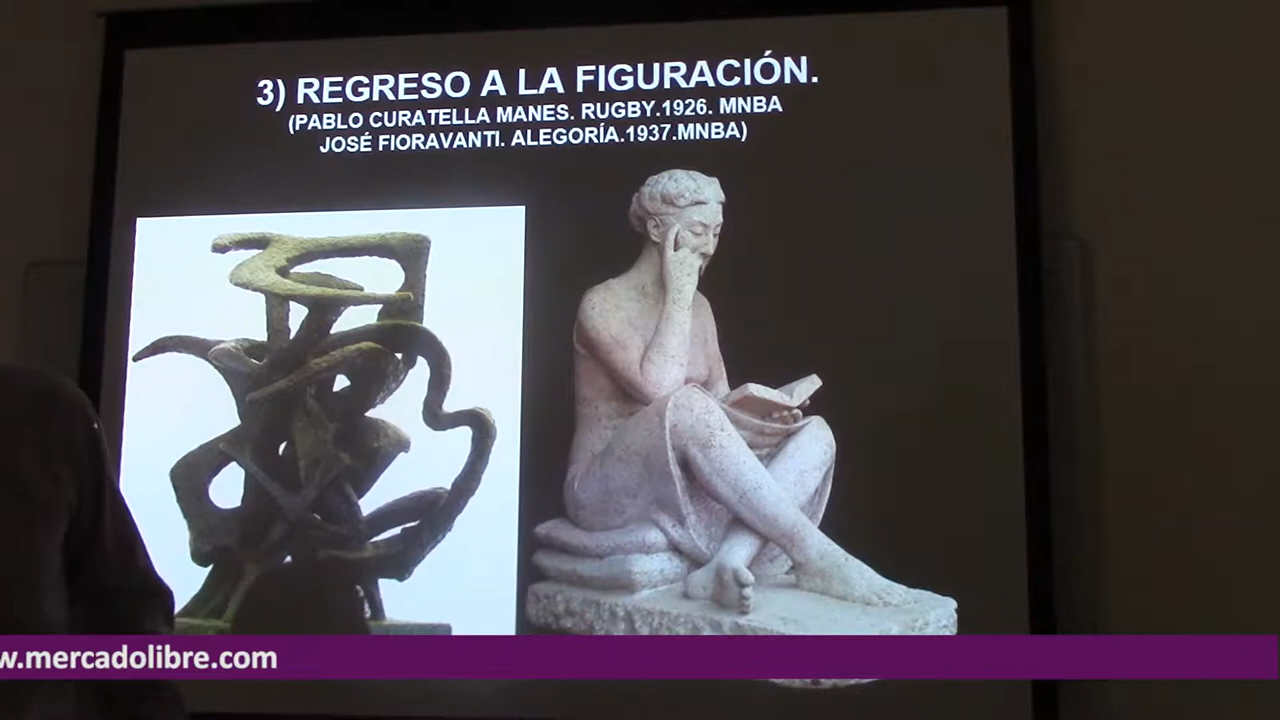 3) REGRESO A LA FIGURACIÓN.
(PABLO CURATELLA MANES. RUGBY.1926. MNBA
JOSÉ FIORAVANTI. ALEGORÍA.1937.MNBA)
w.mercadolibre.com